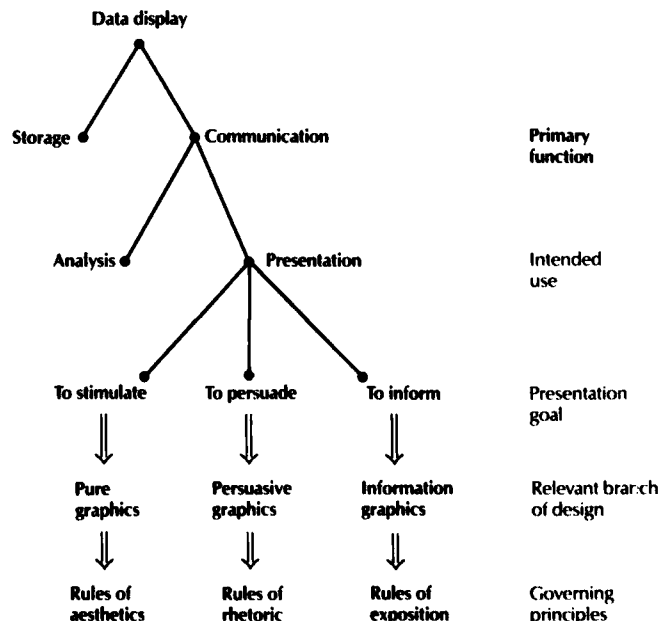 Data display
Storage
Communication
Primary
function
Analysis
Presentation
Intended
use
To stimulate
To persuade
To inform
Presentation
goal
Pure
graphics
Persuasive
graphics
Information
graphics
Relevant branch
of design
Rules of
aesthetics
Rules of
rhetoric
Rules of
exposition
Governing
principles